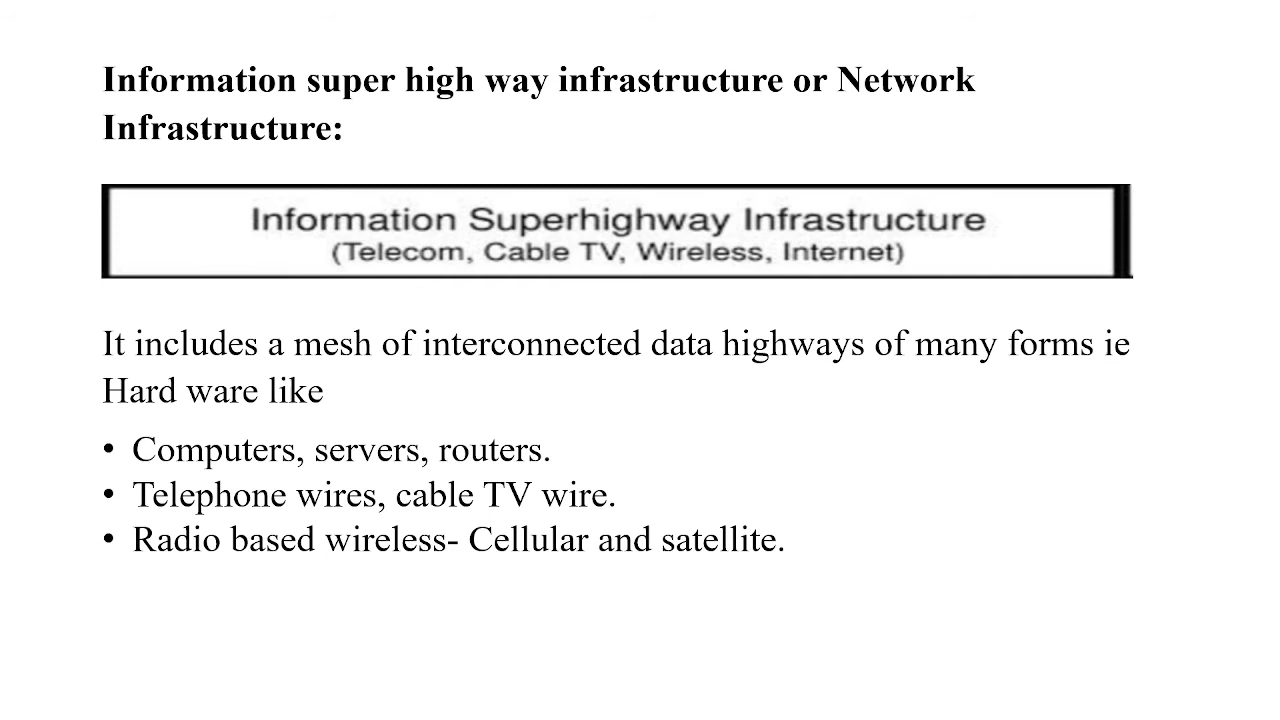 Information super high way infrastructure or Network
Infrastructure:
Information Superhighway Infrastructure
(Telecom, Cable TV, Wireless, Internet)
It includes a mesh of interconnected data highways of many forms ie
Hard ware like
• Computers, servers, routers.
• Telephone wires, cable TV wire.
• Radio based wireless- Cellular and satellite.